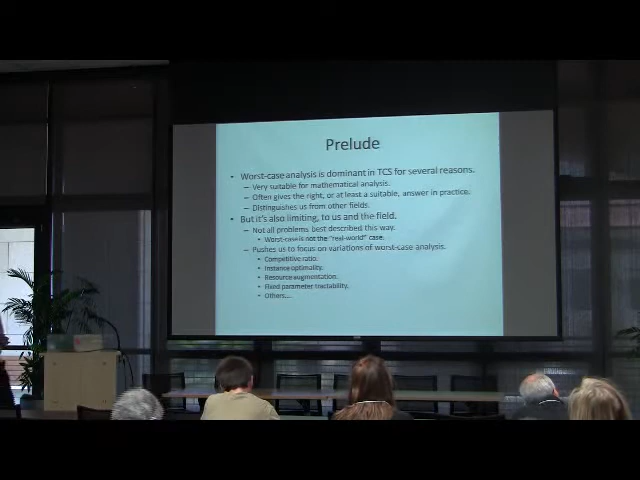 Prelude
• Worst-case analysis is dominant in TCS for several reasons.
– Very suitable for mathematical analysis.
– Often gives the right, or at least a suitable, answer in practice.
– Distinguishes us from other fields.
• But it's also limiting, to us and the field.
– Not all problems best described this way.
• Worst-case is not the "real-world" case.
– Pushes us to focus on variations of worst-case analysis.
• Competitive ratio.
• Instance optimality.
• Resource augmentation.
• Fixed parameter tractability.
• Others....